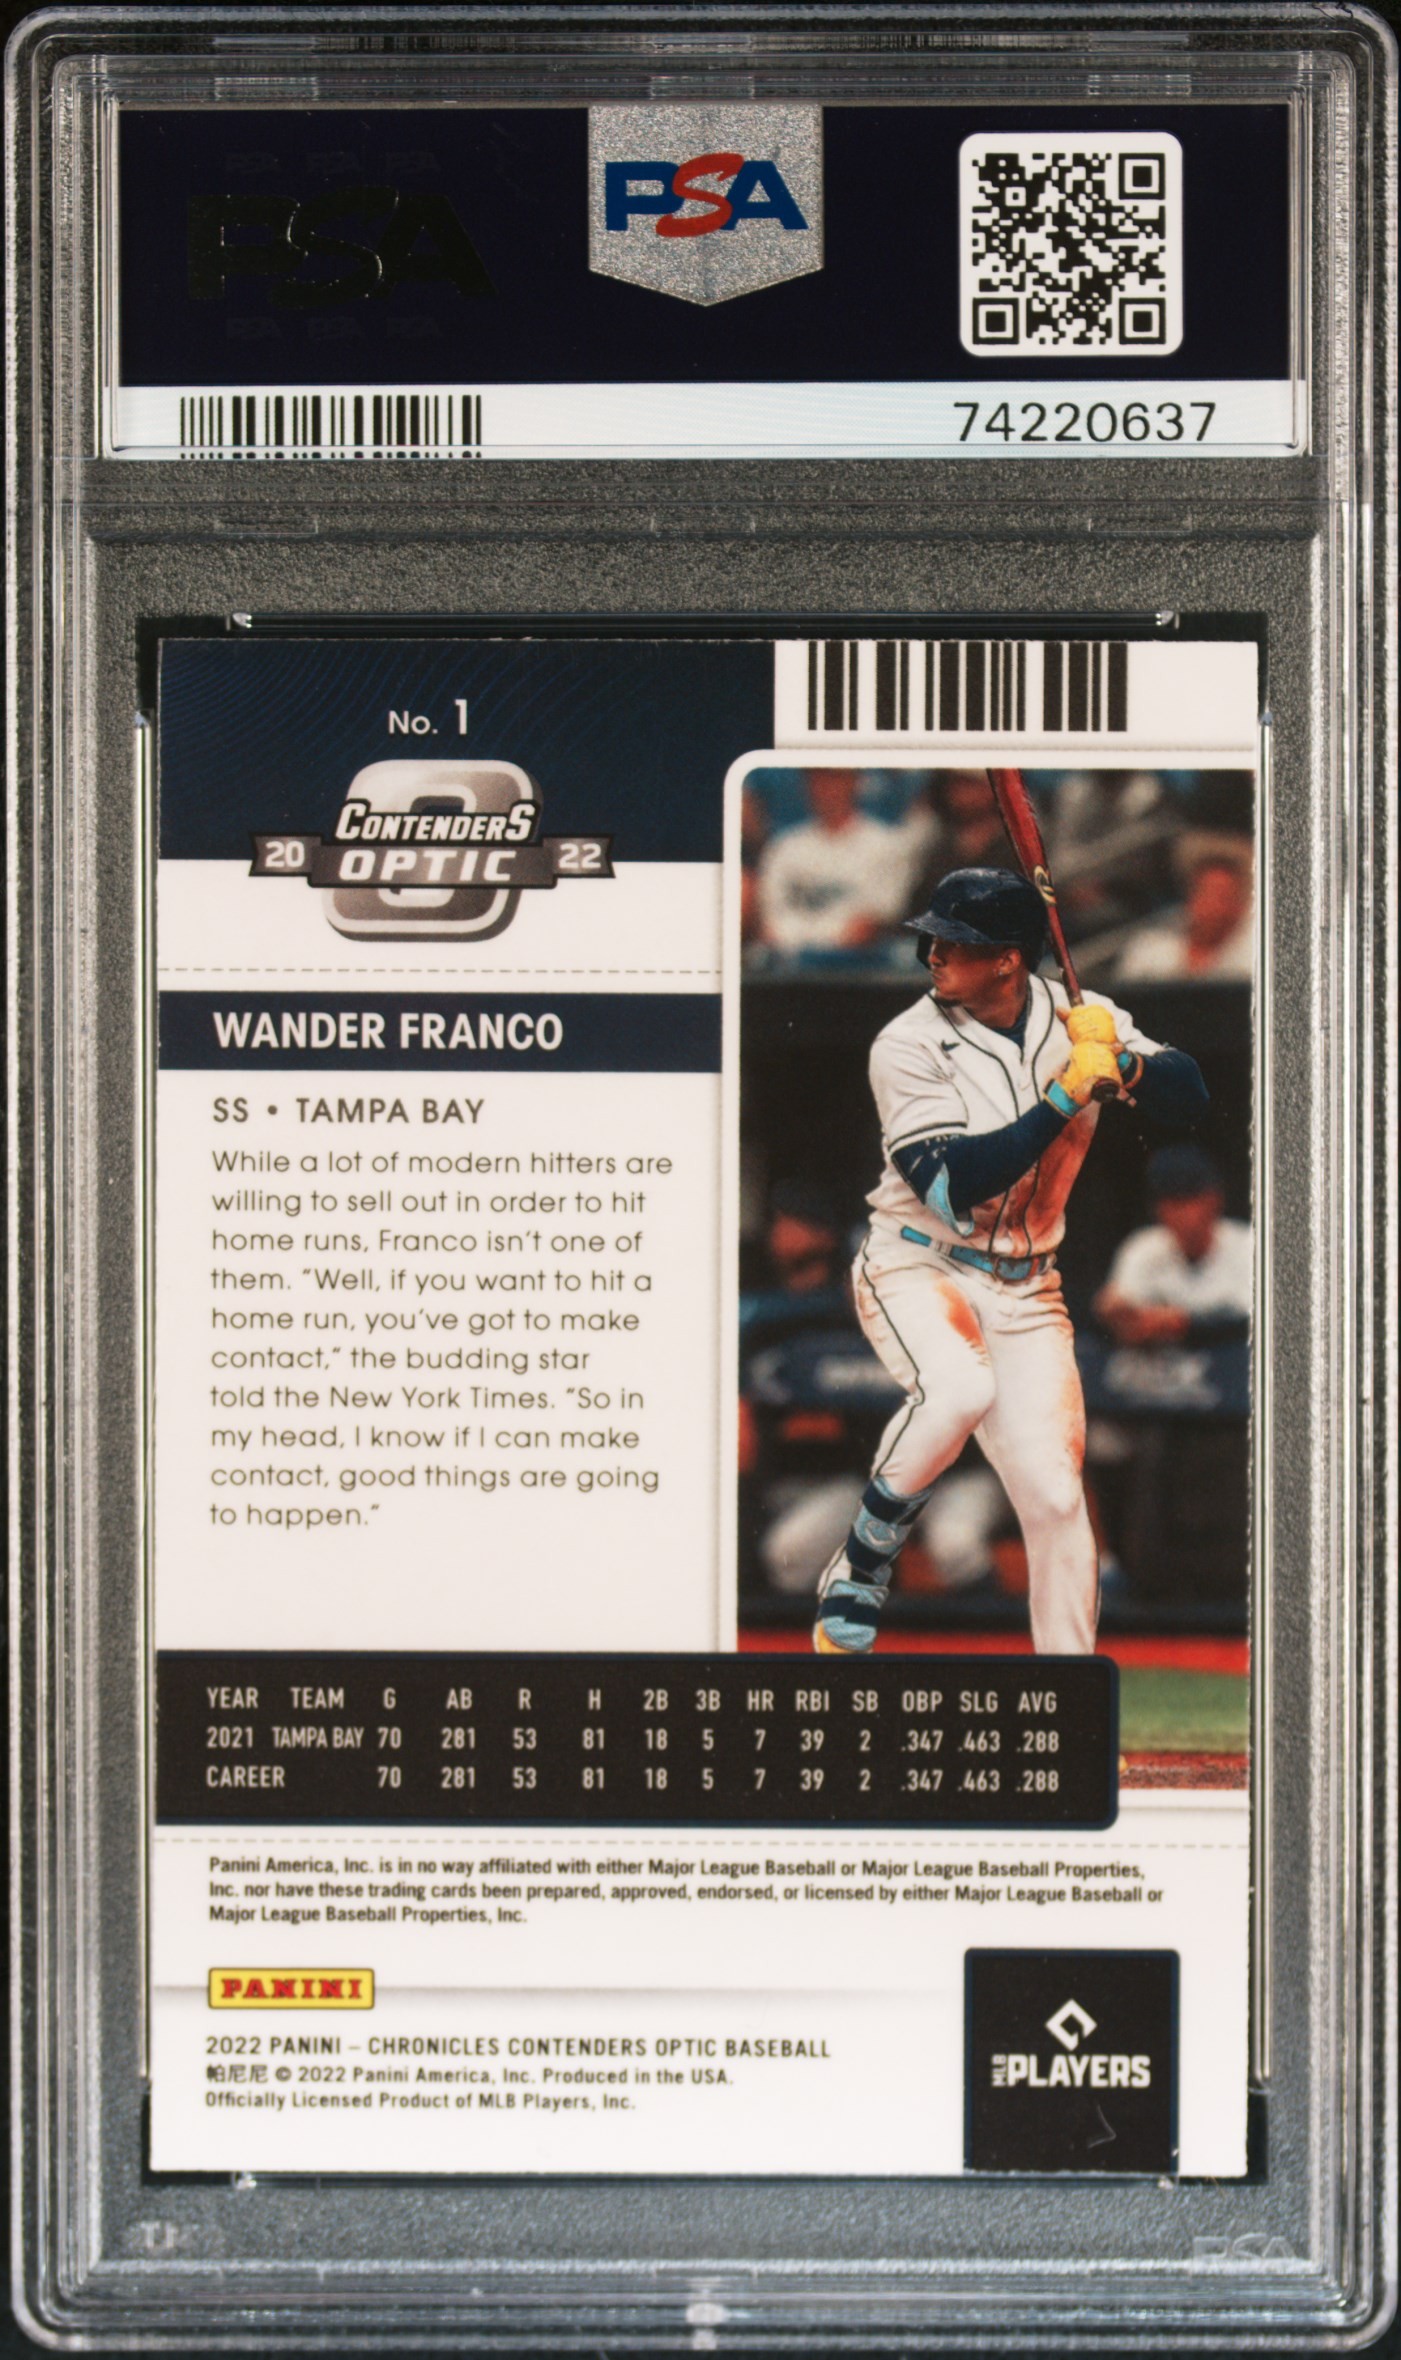 PSA
PSA
74220637
No. 1
CONTENDERS
20 OPTIC 22
WANDER FRANCO
SS • TAMPA BAY
While a lot of modern hitters are
willing to sell out in order to hit
home runs, Franco isn't one of
them. "Well, if you want to hit a
home run, you've got to make
contact," the budding star
told the New York Times. "So in
my head, I know if I can make
contact, good things are going
to happen."
YEAR TEAM G AB R H 2B 3B HR RBI SB OBP SLG AVG
2021 TAMPA BAY 70 281 53 81 18 5 7 39 2 .347 .463 .288
CAREER 70 281 53 81 18 5 7 39 2 .347 .463 .288
Panini America, Inc. is in no way affiliated with either Major League Baseball or Major League Baseball Properties,
Inc. nor have these trading cards been prepared, approved, endorsed, or licensed by either Major League Baseball or
Major League Baseball Properties, Inc.
PANINI
2022 PANINI – CHRONICLES CONTENDERS OPTIC BASEBALL
帕尼尼 © 2022 Panini America, Inc. Produced in the USA.
Officially Licensed Product of MLB Players, Inc.
MLB PLAYERS
PSA